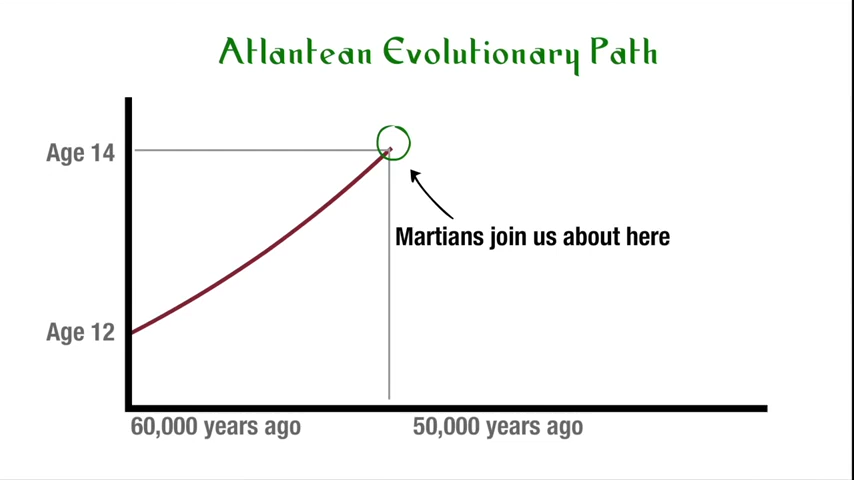 Atlantean Evolutionary Path
Age 14
Martians join us about here
Age 12
60,000 years ago
50,000 years ago